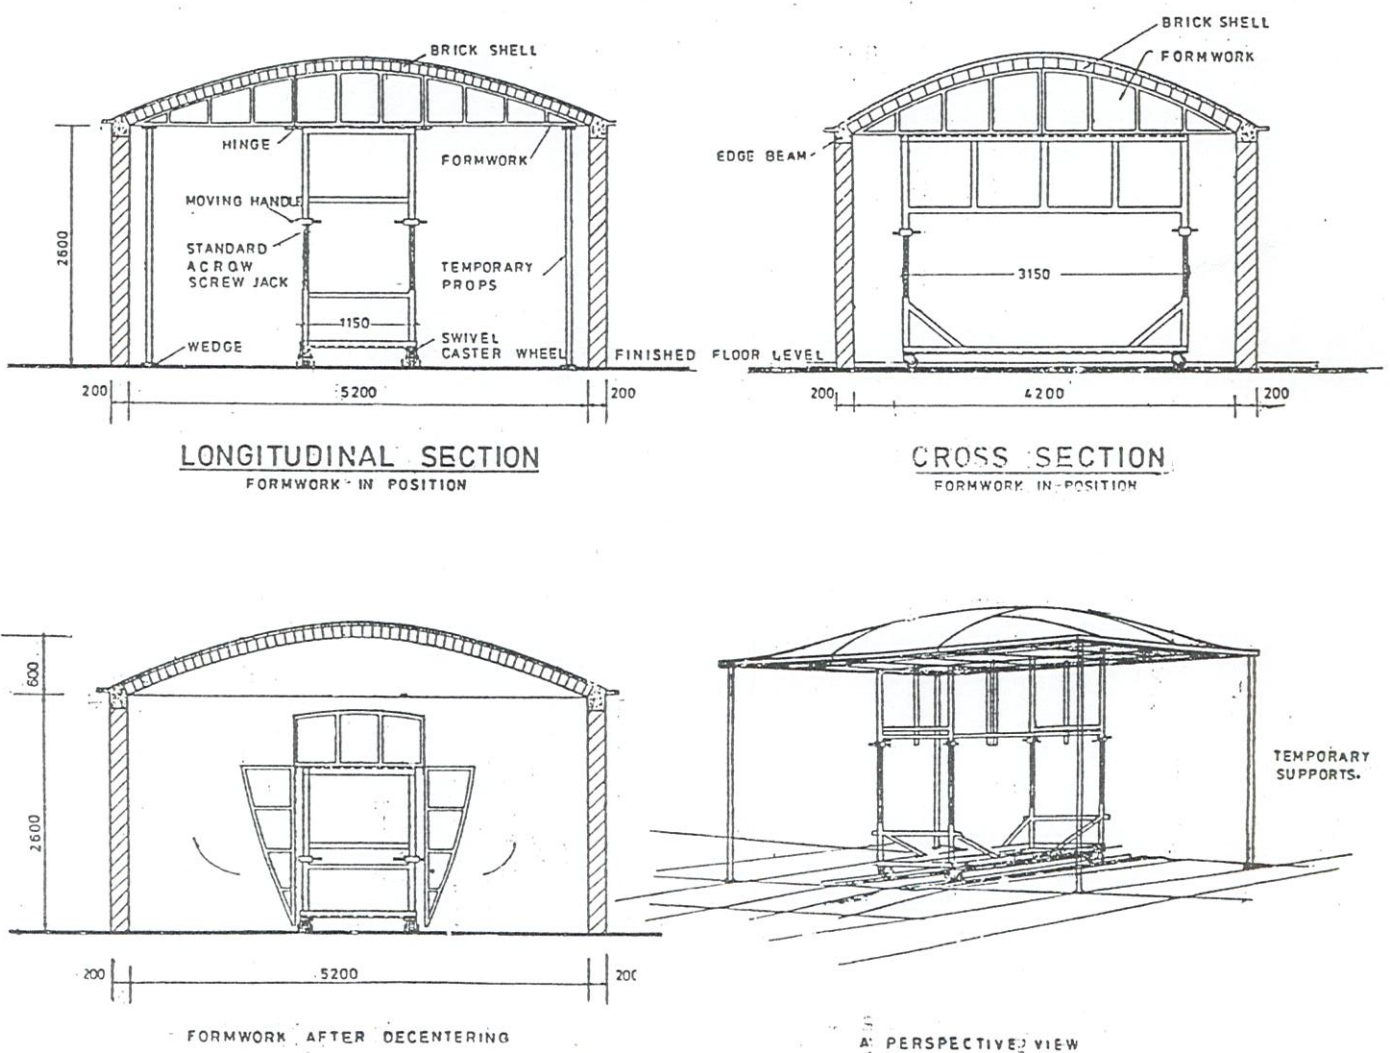 BRICK SHELL
HINGE
FORMWORK
MOVING HANDLE
STANDARD
ACROW
SCREW JACK
TEMPORARY
PROPS
2600
1150
WEDGE
SWIVEL
CASTER WHEEL
FINISHED FLOOR LEVEL
200
5200
200
LONGITUDINAL SECTION
FORMWORK IN POSITION
BRICK SHELL
FORMWORK
EDGE BEAM
3150
200
4200
200
CROSS SECTION
FORMWORK IN POSITION
600
2600
200
5200
200
FORMWORK AFTER DECENTERING
TEMPORARY
SUPPORTS.
A PERSPECTIVE VIEW